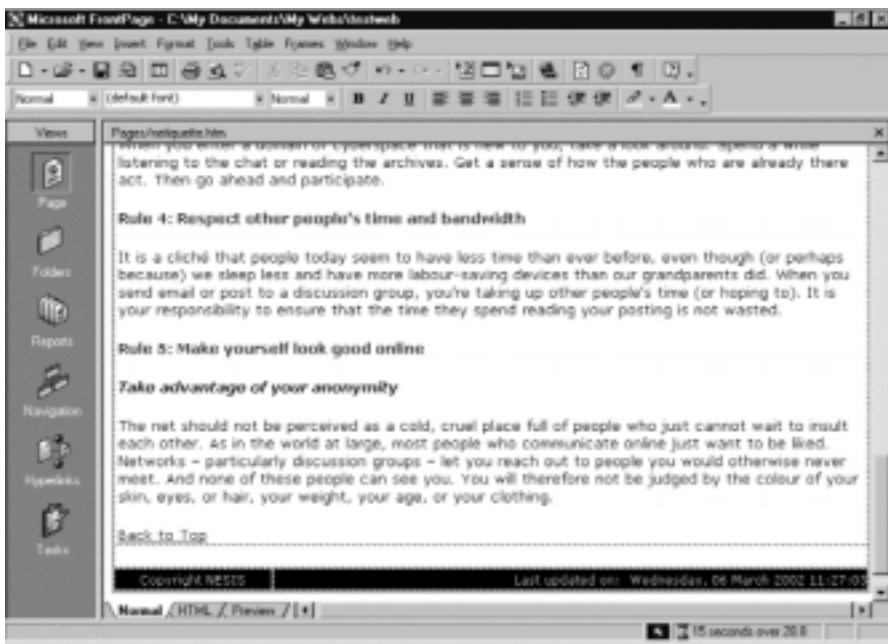 Microsoft FrontPage - C:\My Documents\My Webs\testweb
File Edit View Insert Format Tools Table Frames Window Help
Normal (default font) Normal B I U A
Views Pages/netiquette.htm
When you enter a domain of cyberspace that is new to you, take a look around. Spend a while
listening to the chat or reading the archives. Get a sense of how the people who are already there
act. Then go ahead and participate.
Page
Rule 4: Respect other people's time and bandwidth
Folders
It is a cliché that people today seem to have less time than ever before, even though (or perhaps
because) we sleep less and have more labour-saving devices than our grandparents did. When you
send email or post to a discussion group, you're taking up other people's time (or hoping to). It is
your responsibility to ensure that the time they spend reading your posting is not wasted.
Reports
Rule 5: Make yourself look good online
Take advantage of your anonymity
Navigation
The net should not be perceived as a cold, cruel place full of people who just cannot wait to insult
each other. As in the world at large, most people who communicate online just want to be liked.
Networks – particularly discussion groups – let you reach out to people you would otherwise never
meet. And none of these people can see you. You will therefore not be judged by the colour of your
skin, eyes, or hair, your weight, your age, or your clothing.
Hyperlinks
Back to Top
Tasks
Copyright NESIS Last updated on: Wednesday, 06 March 2002 11:27:03
Normal HTML Preview
15 seconds over 28.8